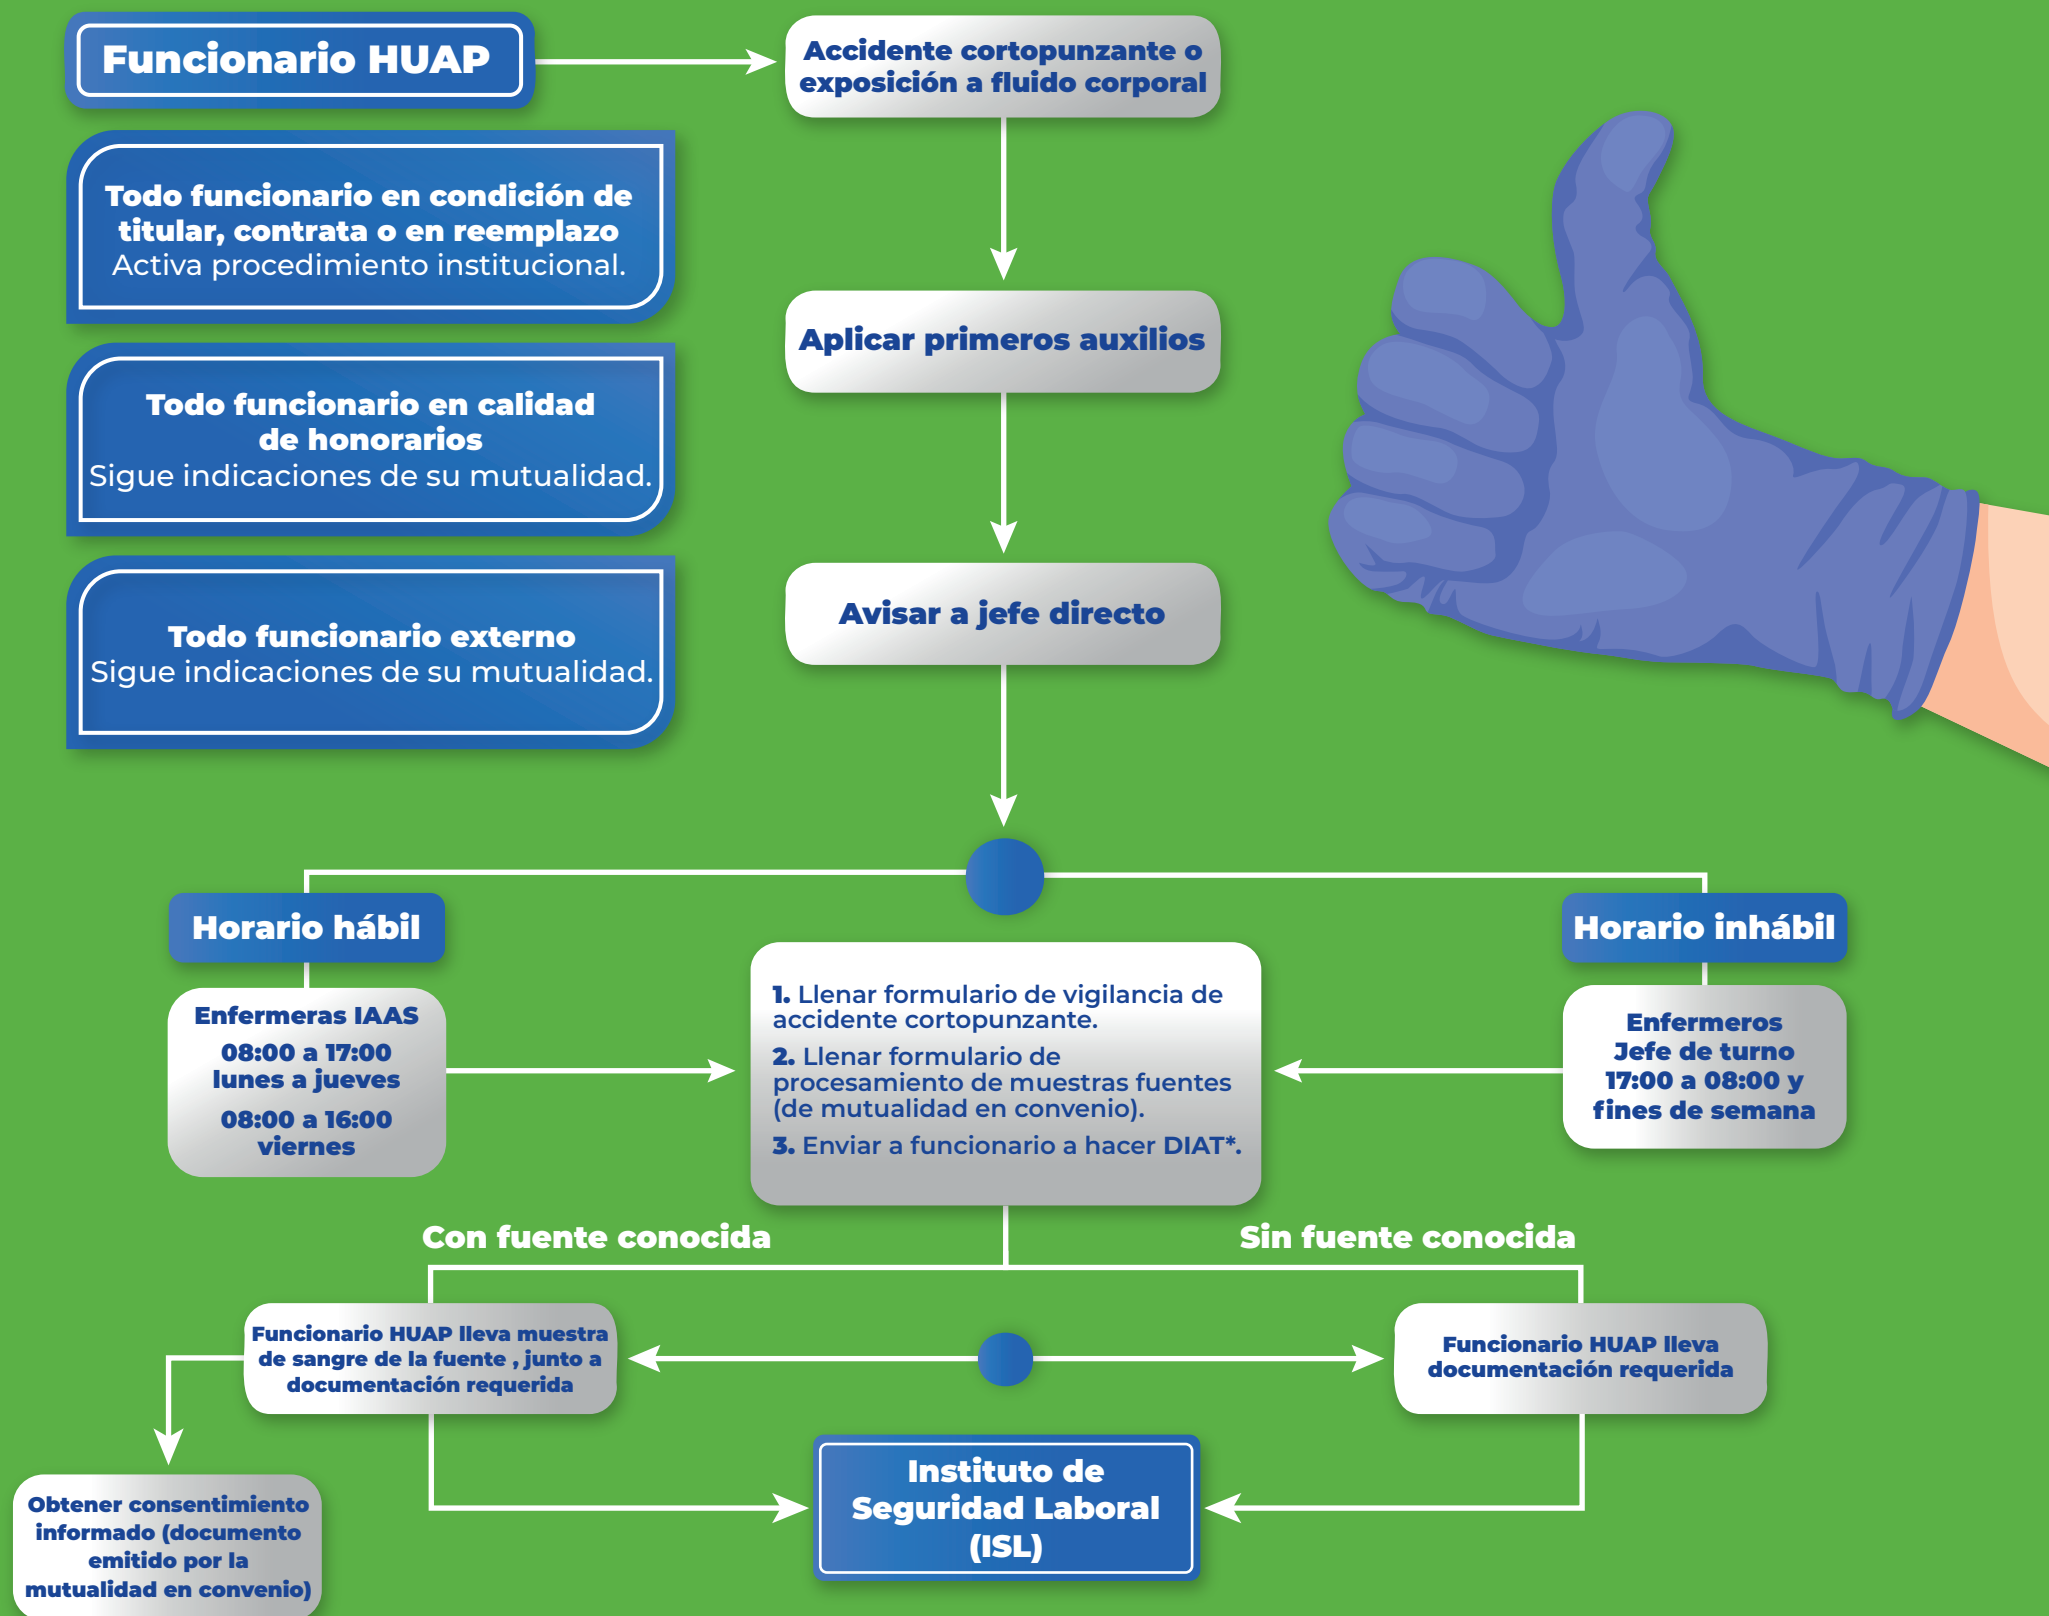 Funcionario HUAP
Accidente cortopunzante o
exposición a fluido corporal
Todo funcionario en condición de
titular, contrata o en reemplazo
Activa procedimiento institucional.
Todo funcionario en calidad
de honorarios
Sigue indicaciones de su mutualidad.
Todo funcionario externo
Sigue indicaciones de su mutualidad.
Aplicar primeros auxilios
Avisar a jefe directo
Horario hábil
Enfermeras IAAS
08:00 a 17:00
lunes a jueves
08:00 a 16:00
viernes
1. Llenar formulario de vigilancia de
accidente cortopunzante.
2. Llenar formulario de
procesamiento de muestras fuentes
(de mutualidad en convenio).
3. Enviar a funcionario a hacer DIAT*.
Horario inhábil
Enfermeros
Jefe de turno
17:00 a 08:00 y
fines de semana
Con fuente conocida
Sin fuente conocida
Funcionario HUAP lleva muestra
de sangre de la fuente , junto a
documentación requerida
Funcionario HUAP lleva
documentación requerida
Obtener consentimiento
informado (documento
emitido por la
mutualidad en convenio)
Instituto de
Seguridad Laboral
(ISL)